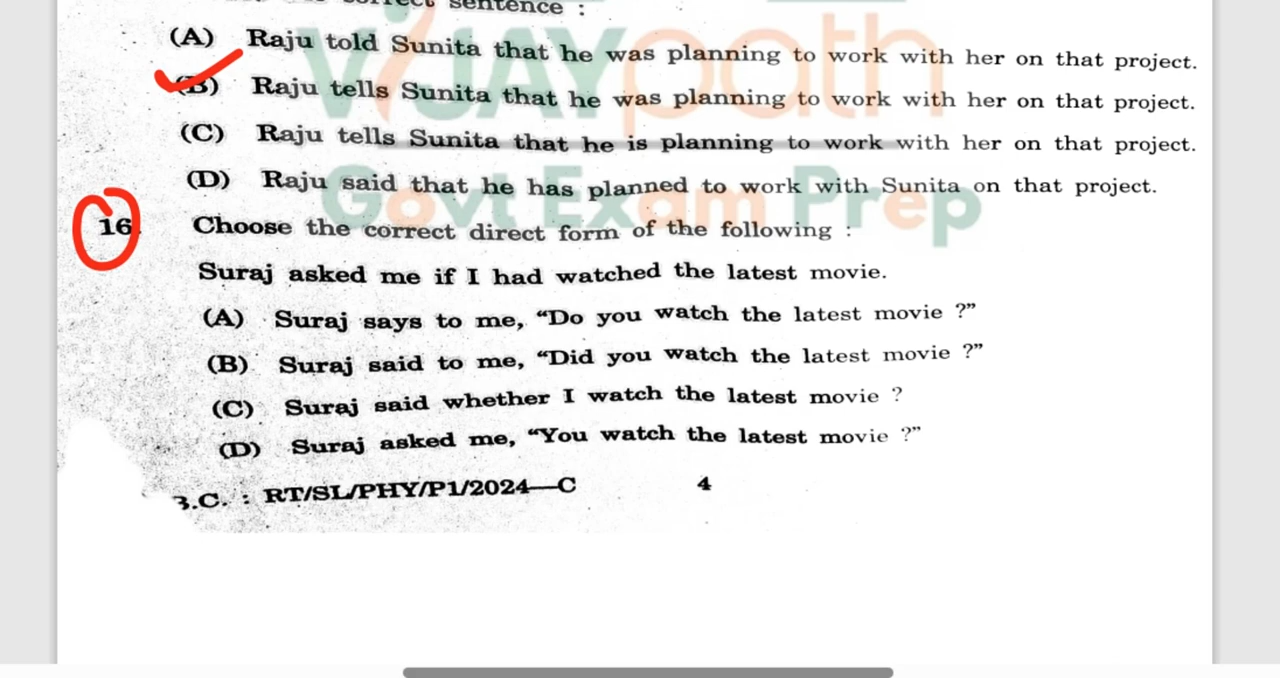 correct sentence :
(A) Raju told Sunita that he was planning to work with her on that project.
(B) Raju tells Sunita that he was planning to work with her on that project.
(C) Raju tells Sunita that he is planning to work with her on that project.
(D) Raju said that he has planned to work with Sunita on that project.
16. Choose the correct direct form of the following :
Suraj asked me if I had watched the latest movie.
(A) Suraj says to me, “Do you watch the latest movie ?”
(B) Suraj said to me, “Did you watch the latest movie ?”
(C) Suraj said whether I watch the latest movie ?
(D) Suraj asked me, “You watch the latest movie ?”
B.C. : RT/SL/PHY/P1/2024—C 4
VIJAYpath
Govt Exam Prep